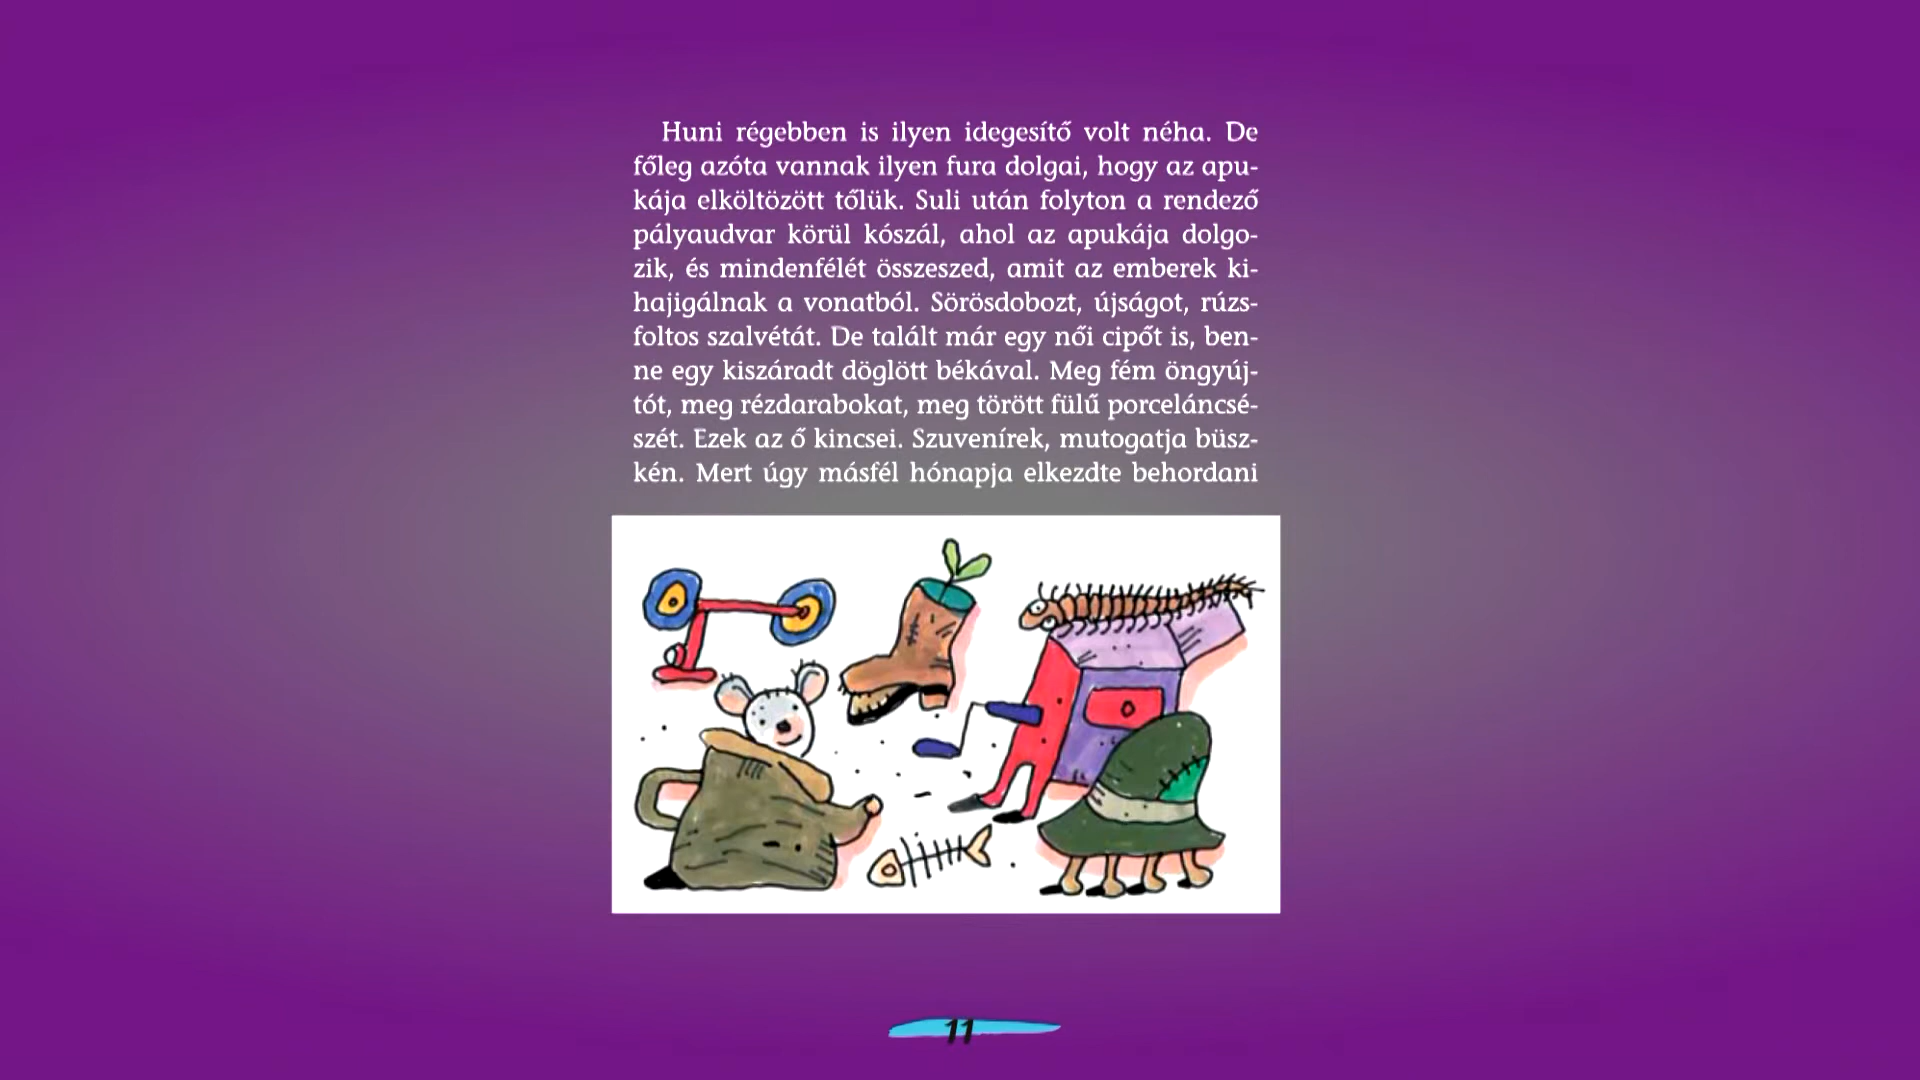 Huni régebben is ilyen idegesítő volt néha. De
főleg azóta vannak ilyen fura dolgai, hogy az apu-
kája elköltözött tőlük. Suli után folyton a rendező
pályaudvar körül kószál, ahol az apukája dolgo-
zik, és mindenfélét összeszed, amit az emberek ki-
hajigálnak a vonatból. Sörösdobozt, újságot, rúzs-
foltos szalvétát. De talált már egy női cipőt is, ben-
ne egy kiszáradt döglött békával. Meg fém öngyúj-
tót, meg rézdarabokat, meg törött fülű porceláncsé-
szét. Ezek az ő kincsei. Szuvenírek, mutogatja büsz-
kén. Mert úgy másfél hónapja elkezdte behordani
11